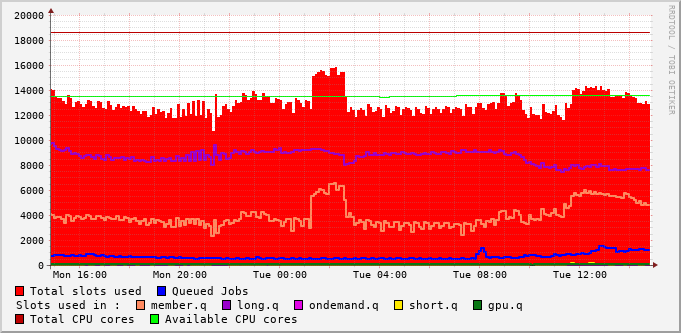 20000
18000
16000
14000
12000
10000
8000
6000
4000
2000
0
Mon 16:00 Mon 20:00 Tue 00:00 Tue 04:00 Tue 08:00 Tue 12:00
RRDTOOL / TOBI OETIKER
Total slots used Queued Jobs
Slots used in : member.q long.q ondemand.q short.q gpu.q
Total CPU cores Available CPU cores